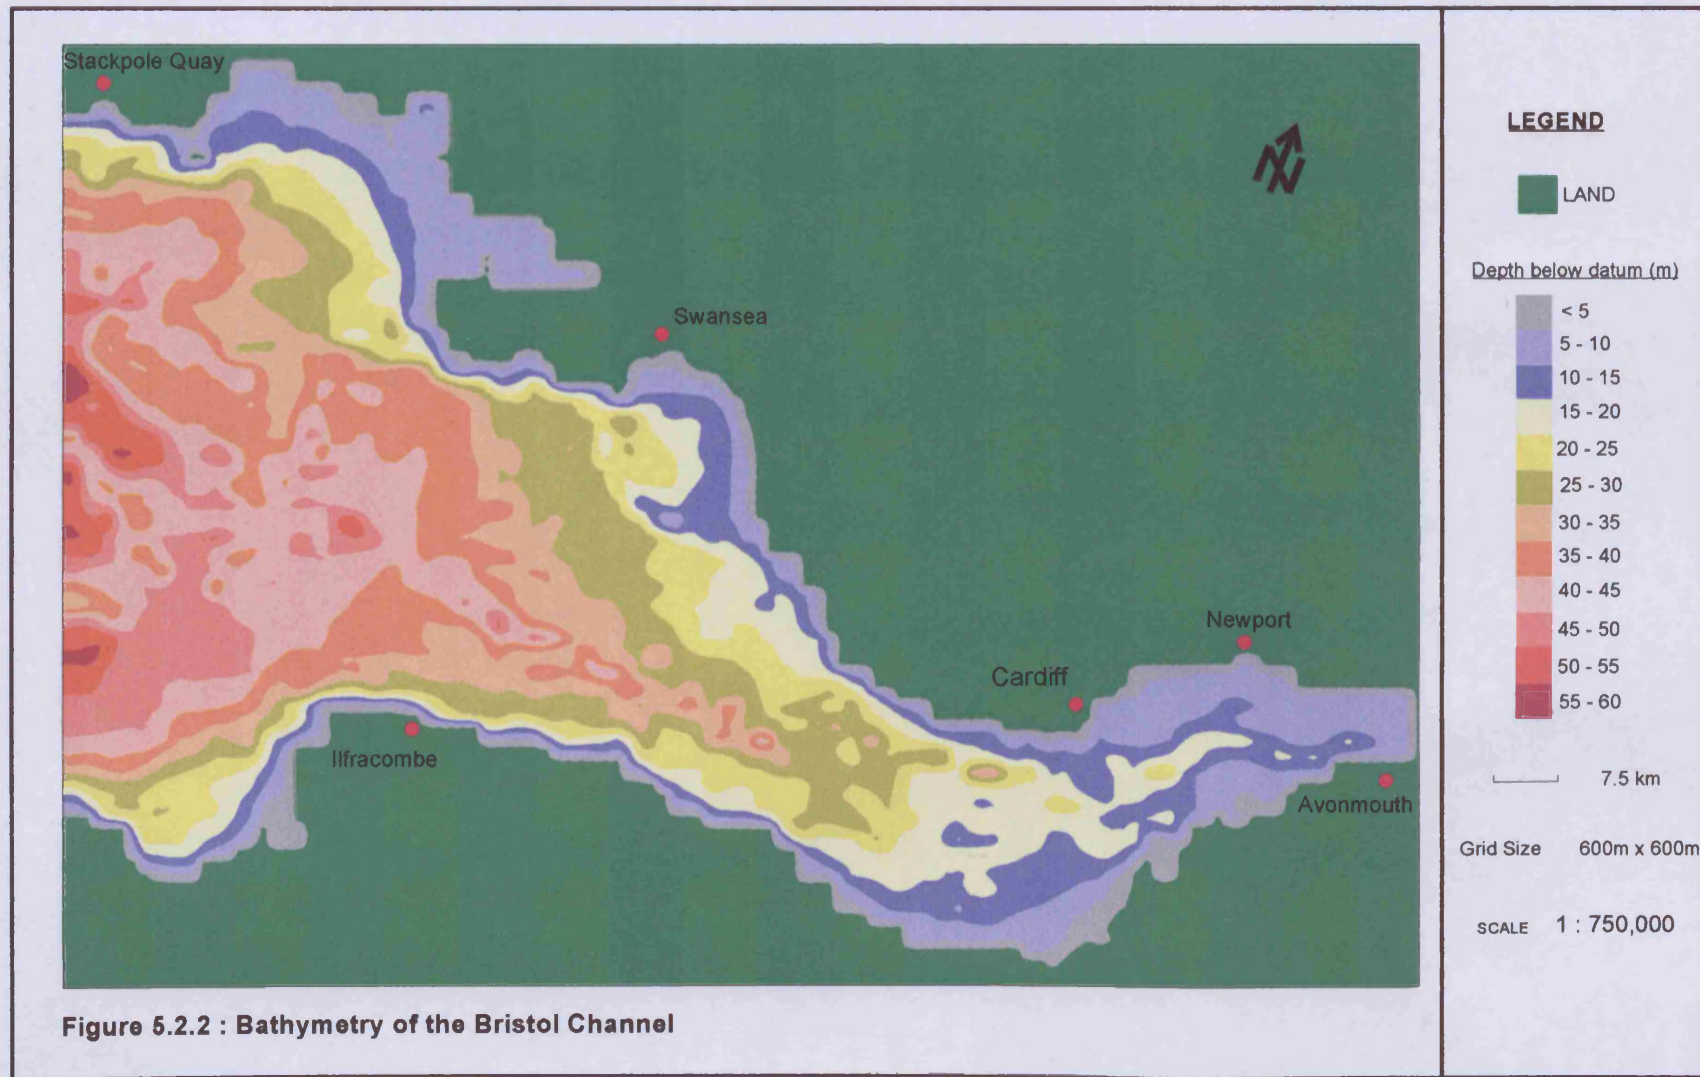 Stackpole Quay
Swansea
Newport
Cardiff
Ilfracombe
Avonmouth
N
LEGEND
LAND
Depth below datum (m)
< 5
5 - 10
10 - 15
15 - 20
20 - 25
25 - 30
30 - 35
35 - 40
40 - 45
45 - 50
50 - 55
55 - 60
7.5 km
Grid Size 600m x 600m
SCALE 1 : 750,000
Figure 5.2.2 : Bathymetry of the Bristol Channel